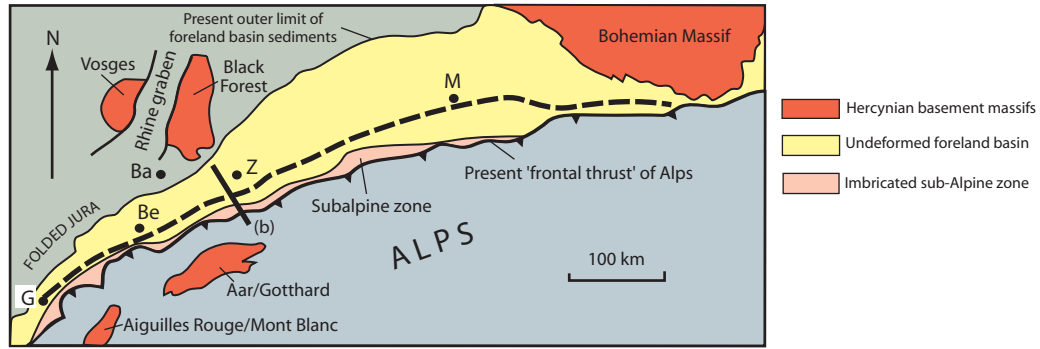 Present outer limit of
foreland basin sediments
Bohemian Massif
N
Vosges
Rhine graben
Black
Forest
M
Hercynian basement massifs
Undeformed foreland basin
Imbricated sub-Alpine zone
Ba
Z
Present 'frontal thrust' of Alps
Subalpine zone
FOLDED JURA
Be
(b)
ALPS
100 km
G
Aar/Gotthard
Aiguilles Rouge/Mont Blanc